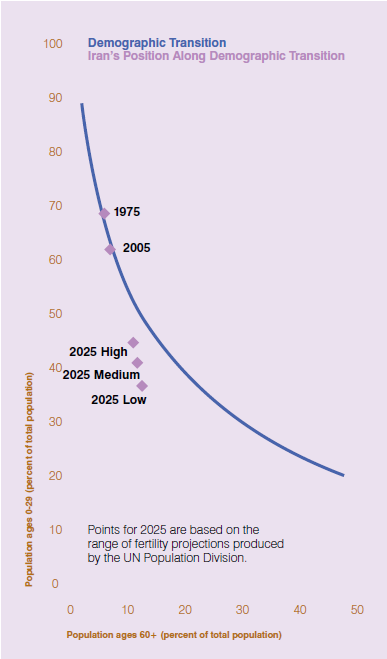 Demographic Transition
Iran's Position Along Demographic Transition
100
90
80
70
60
50
40
30
20
10
0
1975
2005
2025 High
2025 Medium
2025 Low
Population ages 0-29 (percent of total population)
Points for 2025 are based on the
range of fertility projections produced
by the UN Population Division.
0 10 20 30 40 50
Population ages 60+ (percent of total population)